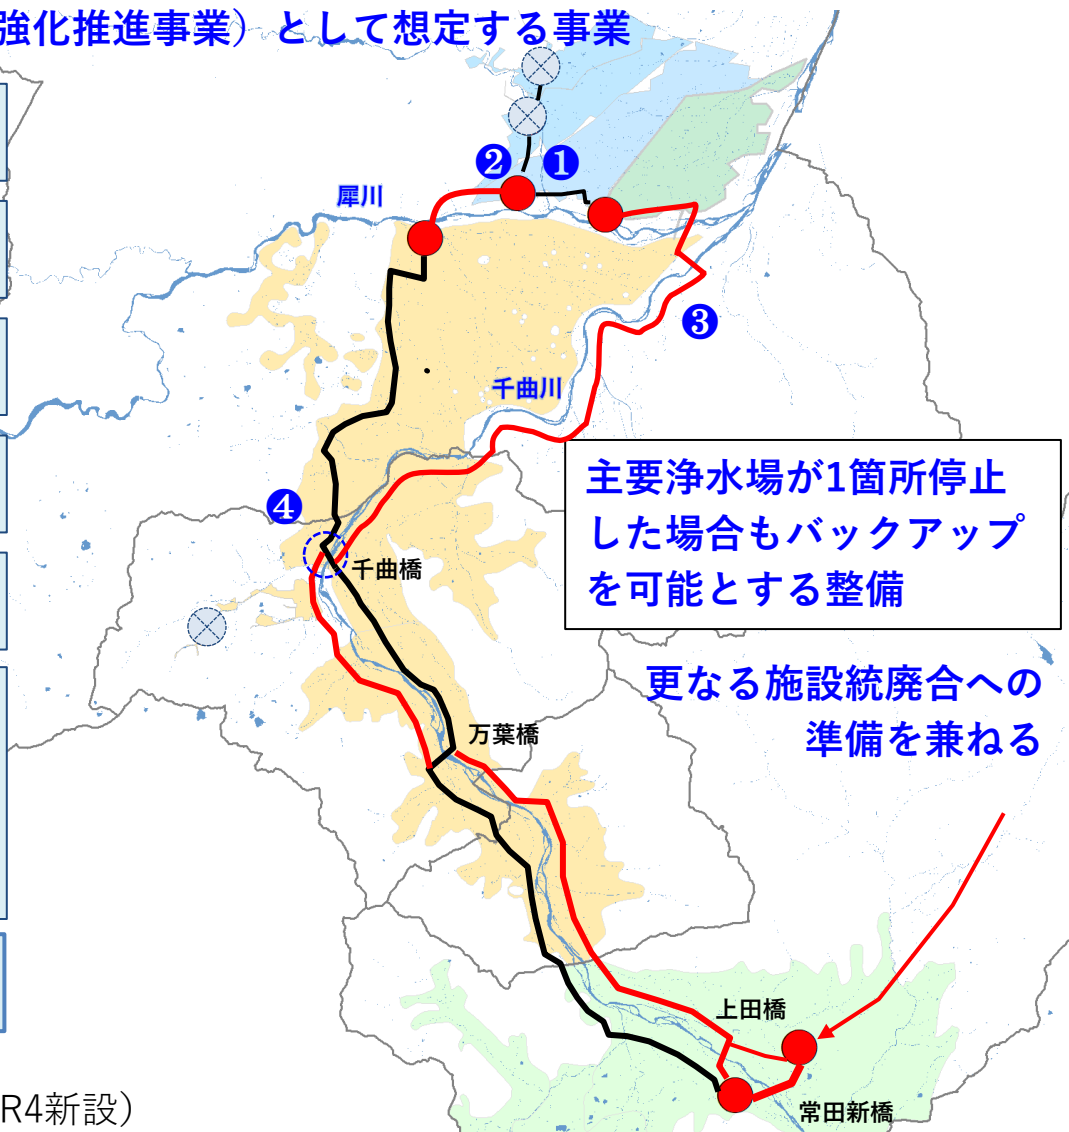 強化推進事業）として想定する事業
❷
❶
犀川
❸
千曲川
主要浄水場が1箇所停止
した場合もバックアップ
を可能とする整備
❹
千曲橋
更なる施設統廃合への
準備を兼ねる
万葉橋
上田橋
常田新橋
R4新設）